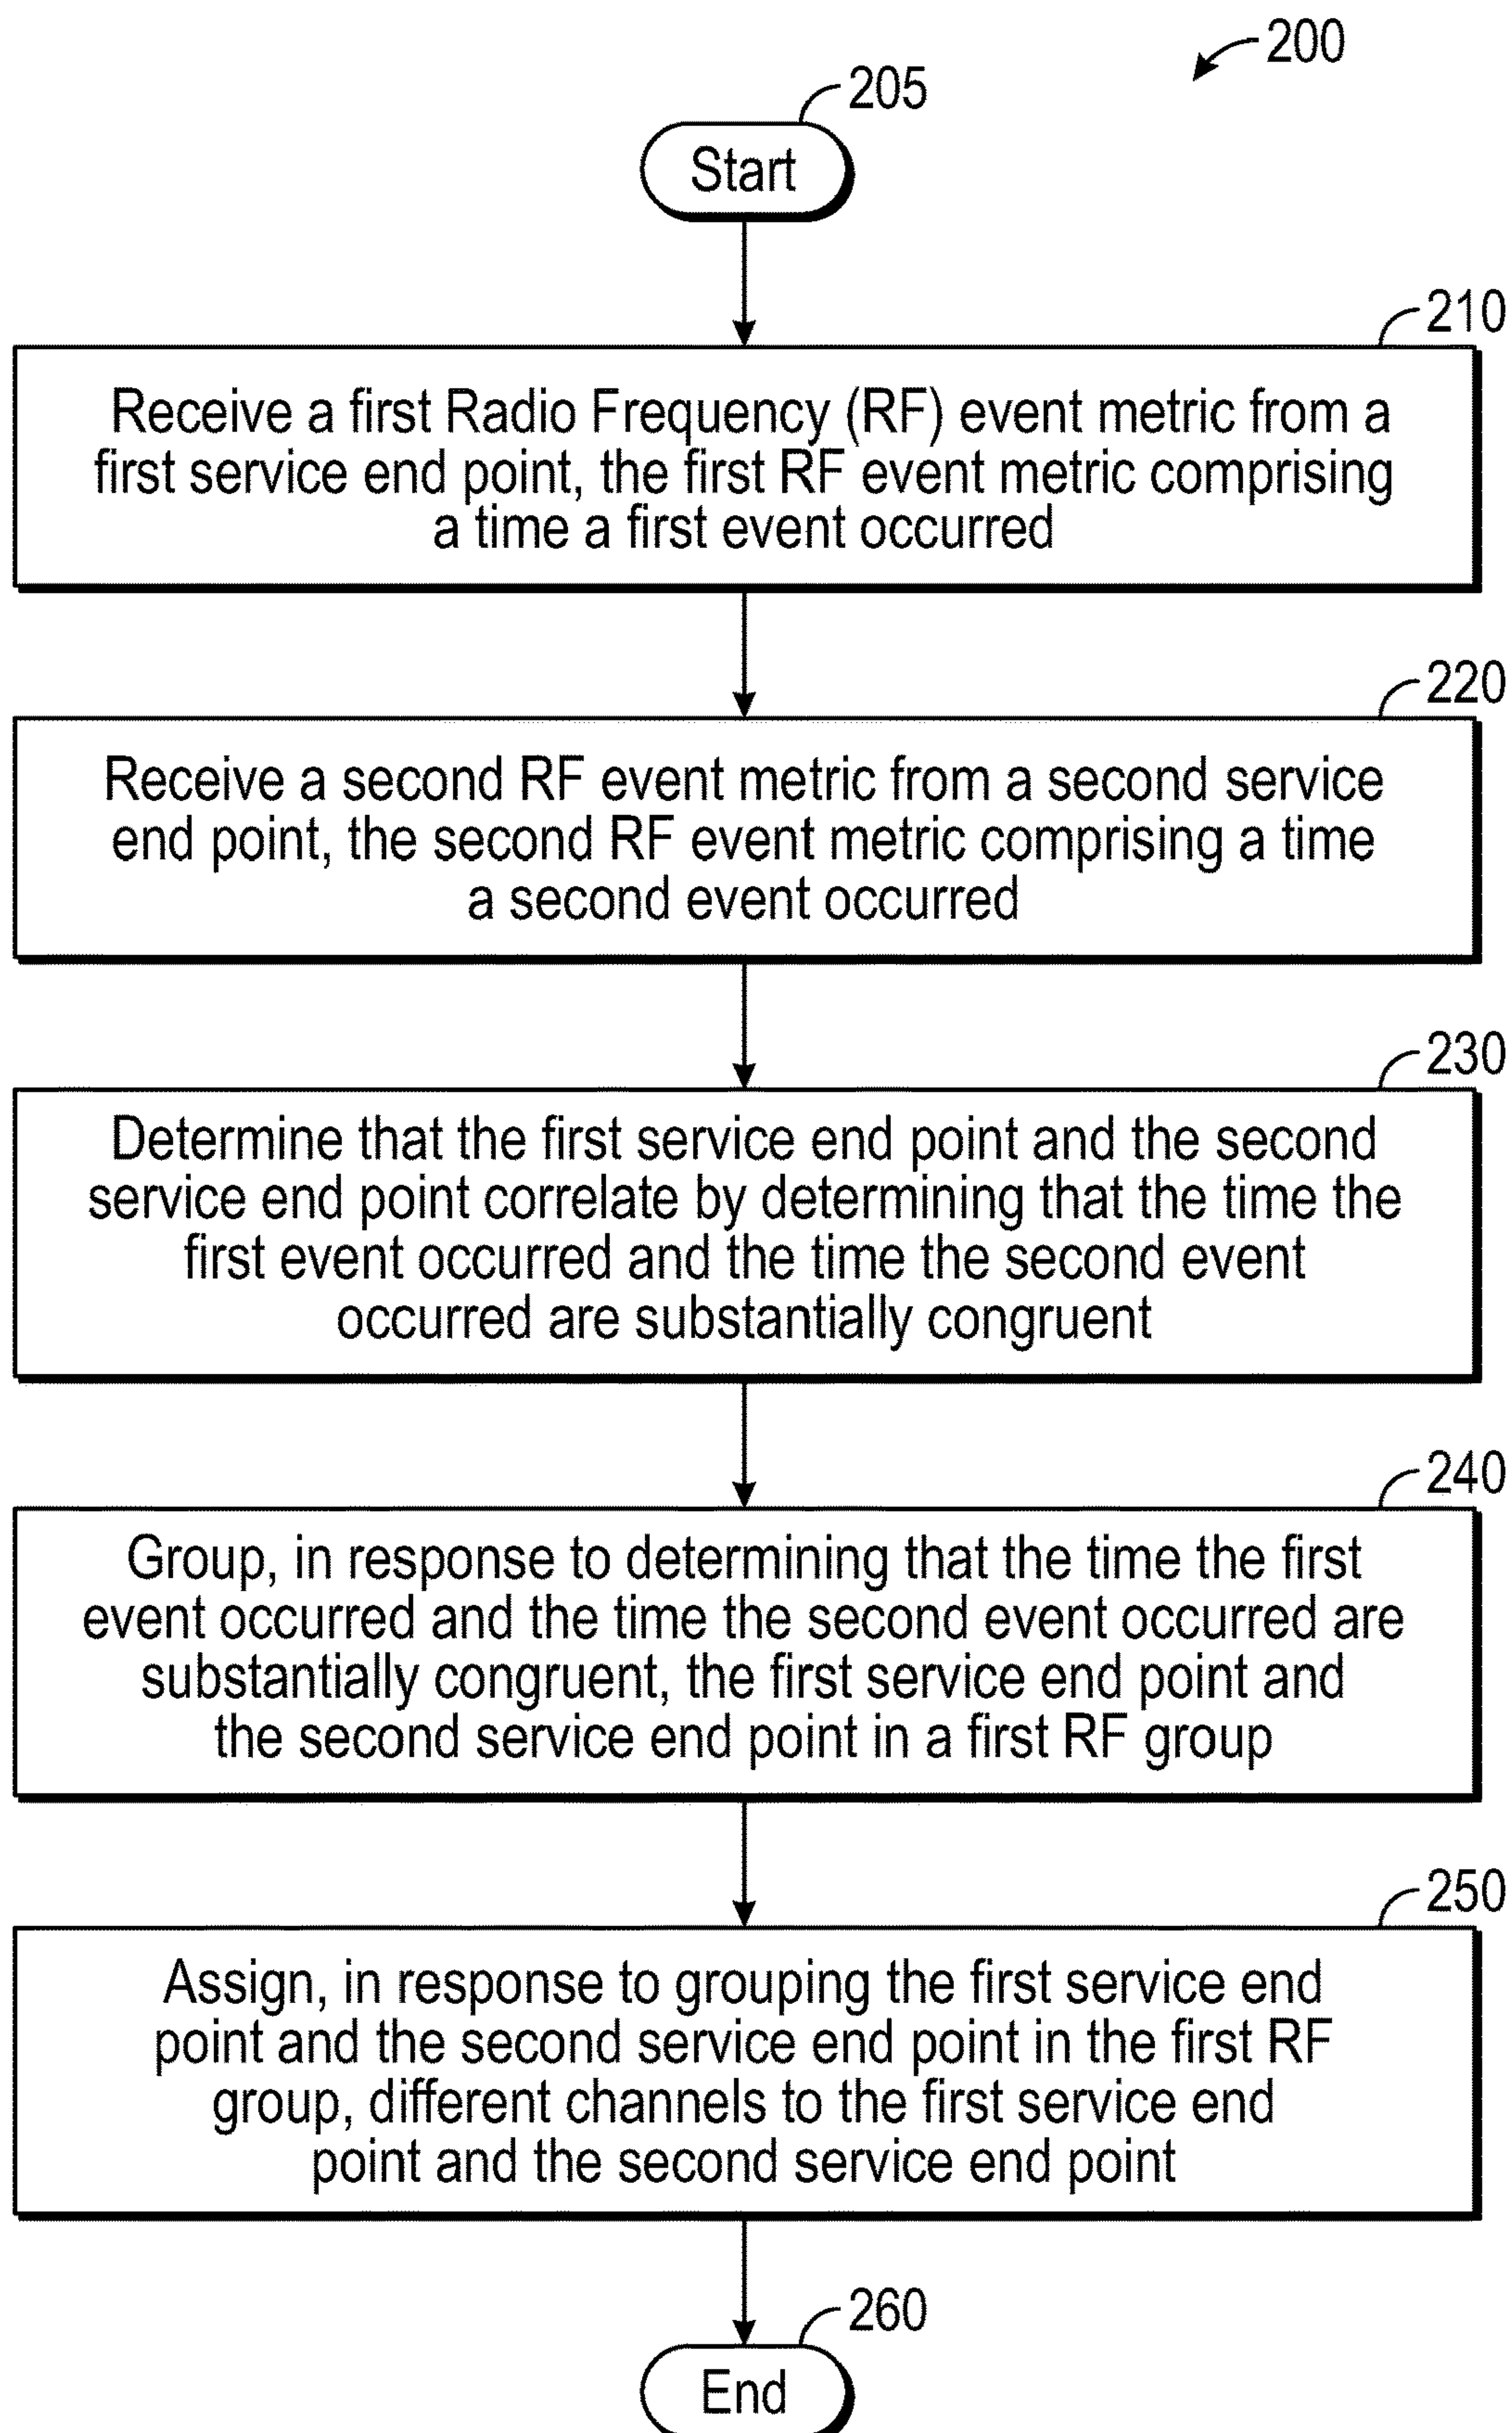 200
205
Start
210
Receive a first Radio Frequency (RF) event metric from a
first service end point, the first RF event metric comprising
a time a first event occurred
220
Receive a second RF event metric from a second service
end point, the second RF event metric comprising a time
a second event occurred
230
Determine that the first service end point and the second
service end point correlate by determining that the time the
first event occurred and the time the second event
occurred are substantially congruent
240
Group, in response to determining that the time the first
event occurred and the time the second event occurred are
substantially congruent, the first service end point and
the second service end point in a first RF group
250
Assign, in response to grouping the first service end
point and the second service end point in the first RF
group, different channels to the first service end
point and the second service end point
260
End